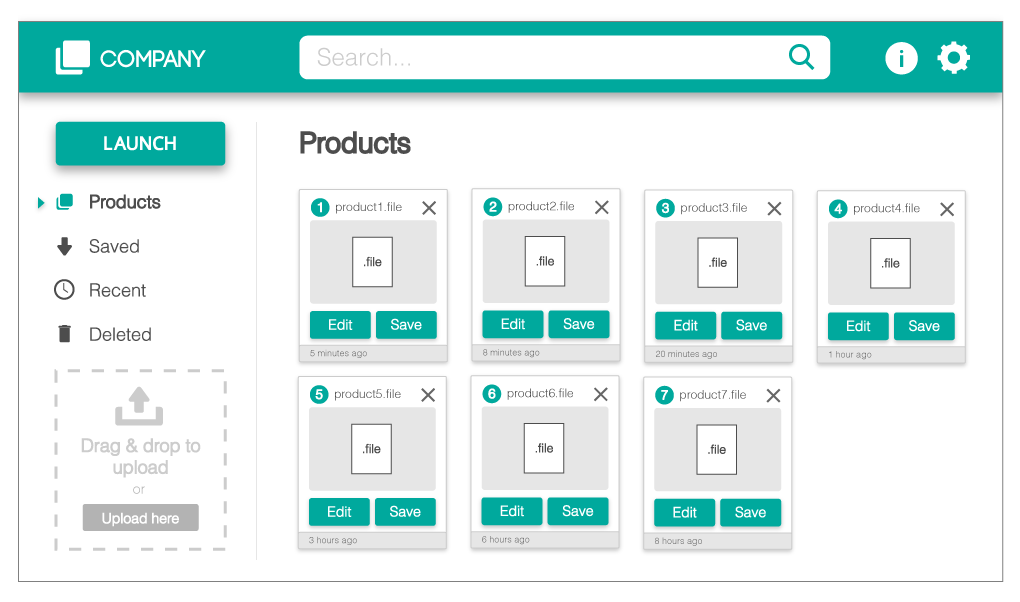 COMPANY
Search...
i
LAUNCH
Products
Saved
Recent
Deleted
Drag & drop to
upload
or
Upload here
Products
1 product1.file
.file
Edit Save
5 minutes ago
2 product2.file
.file
Edit Save
8 minutes ago
3 product3.file
.file
Edit Save
20 minutes ago
4 product4.file
.file
Edit Save
1 hour ago
5 product5.file
.file
Edit Save
3 hours ago
6 product6.file
.file
Edit Save
6 hours ago
7 product7.file
.file
Edit Save
8 hours ago